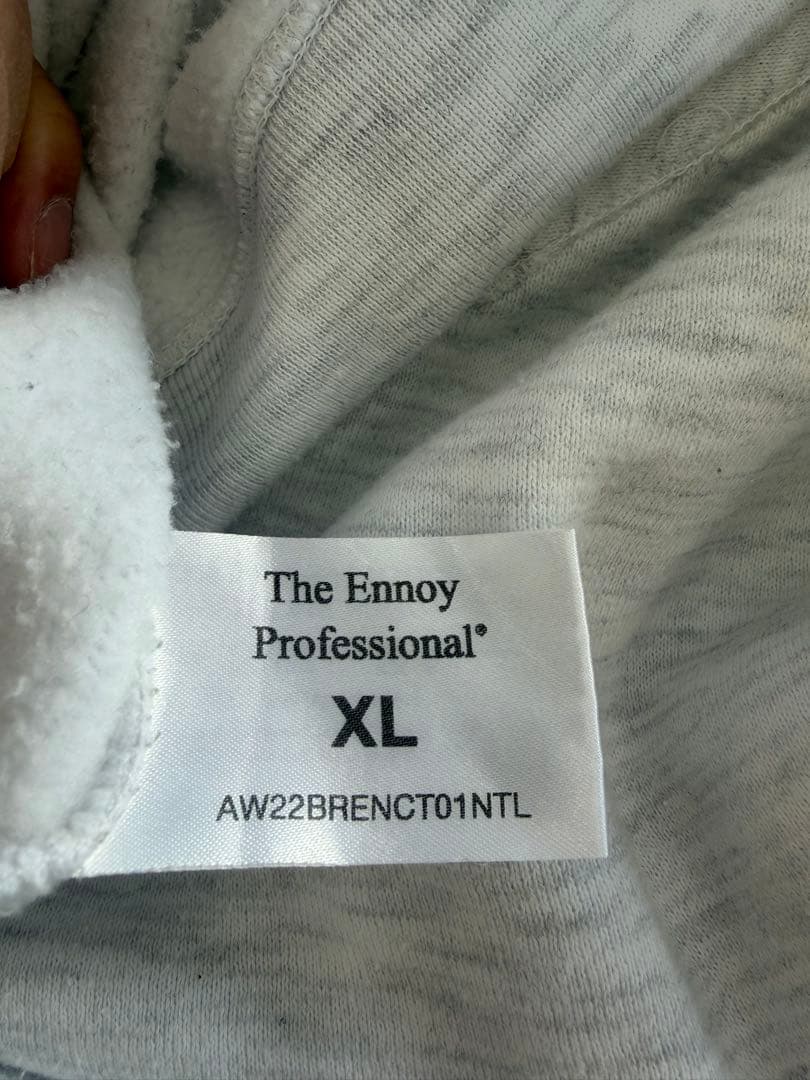 The Ennoy
Professional®
XL
AW22BRENCT01NTL